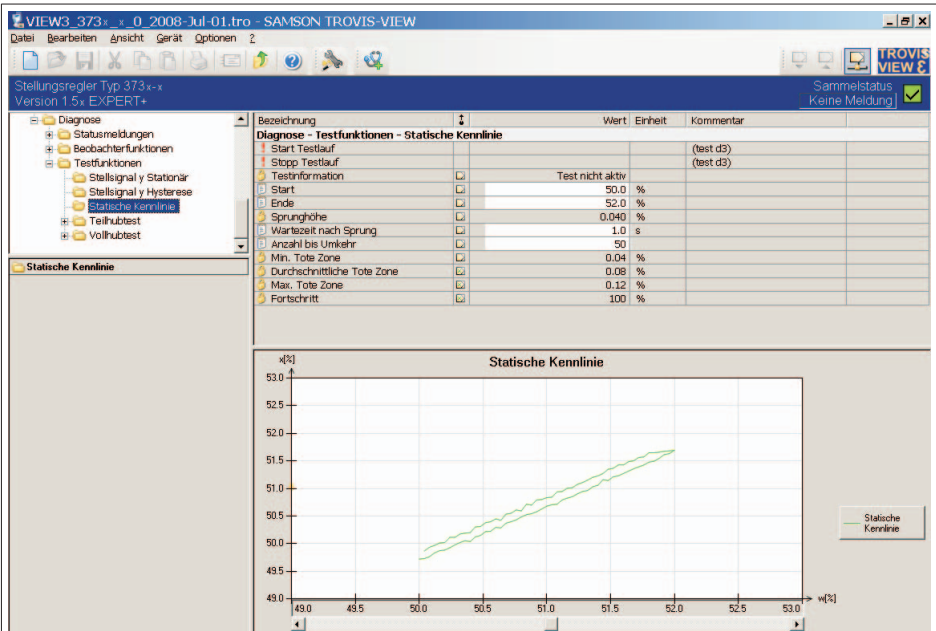 VIEW3_373x_x_0_2008-Jul-01.tro - SAMSON TROVIS-VIEW
Datei Bearbeiten Ansicht Gerät Optionen ?
TROVIS
VIEW 3
Stellungsregler Typ 373x-x
Version 1.5x EXPERT+
Sammelstatus
Keine Meldung
Diagnose
Statusmeldungen
Beobachterfunktionen
Testfunktionen
Stellsignal y Stationär
Stellsignal y Hysterese
Statische Kennlinie
Teilhubtest
Vollhubtest
Statische Kennlinie
Bezeichnung Wert Einheit Kommentar
Diagnose - Testfunktionen - Statische Kennlinie
Start Testlauf (test d3)
Stopp Testlauf (test d3)
Testinformation Test nicht aktiv
Start 50.0 %
Ende 52.0 %
Sprunghöhe 0.040 %
Wartezeit nach Sprung 1.0 s
Anzahl bis Umkehr 50
Min. Tote Zone 0.04 %
Durchschnittliche Tote Zone 0.08 %
Max. Tote Zone 0.12 %
Fortschritt 100 %
x[%]
Statische Kennlinie
53.0
52.5
52.0
51.5
51.0
50.5
50.0
49.5
49.0
49.0 49.5 50.0 50.5 51.0 51.5 52.0 52.5 53.0
w[%]
Statische
Kennlinie